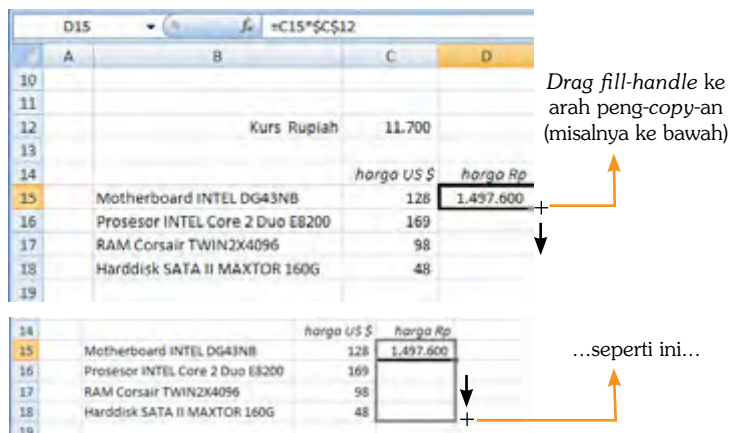 D15 fx =C15*$C$12
A B C D
10
11
12 Kurs Rupiah 11.700
13
14 harga US $ harga Rp
15 Motherboard INTEL DG43NB 128 1.497.600
16 Prosesor INTEL Core 2 Duo E8200 169
17 RAM Corsair TWIN2X4096 98
18 Harddisk SATA II MAXTOR 160G 48
19
Drag fill-handle ke
arah peng-copy-an
(misalnya ke bawah)
14 harga US $ harga Rp
15 Motherboard INTEL DG43NB 128 1.497.600
16 Prosesor INTEL Core 2 Duo E8200 169
17 RAM Corsair TWIN2X4096 98
18 Harddisk SATA II MAXTOR 160G 48
19
...seperti ini...